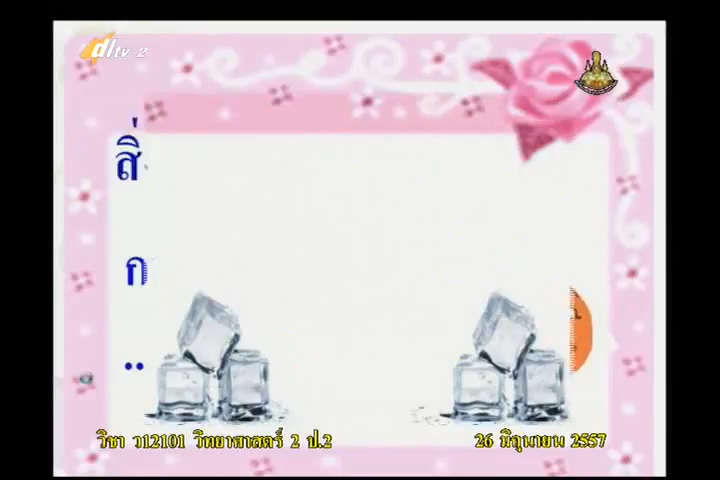 dltv 2
สิ่
ก
..
วิชา ว12101 วิทยาศาสตร์ 2 ป.2
26 มิถุนายน 2557